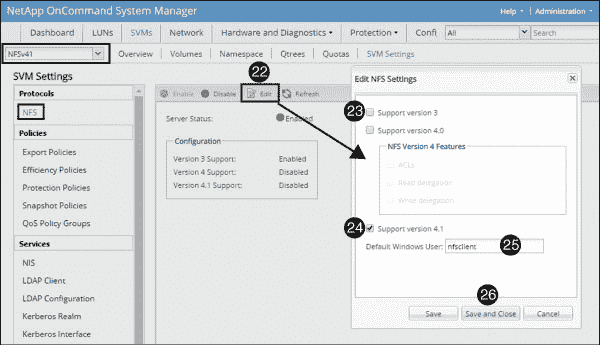 NetApp OnCommand System Manager
Help
Administration
Dashboard LUNs SVMs Network Hardware and Diagnostics Protection Confi All Search
NFSv41 Overview Volumes Namespace Qtrees Quotas SVM Settings
SVM Settings
Protocols
NFS
Policies
Export Policies
Efficiency Policies
Protection Policies
Snapshot Policies
QoS Policy Groups
Services
NIS
LDAP Client
LDAP Configuration
Kerberos Realm
Kerberos Interface
22
Enable Disable Edit Refresh
Server Status: Enabled
Configuration
Version 3 Support: Enabled
Version 4 Support: Disabled
Version 4.1 Support: Disabled
Edit NFS Settings
23 Support version 3
Support version 4.0
NFS Version 4 Features
ACLs
Read delegation
Write delegation
24 Support version 4.1
Default Windows User: nfsclient 25
26
Save Save and Close Cancel